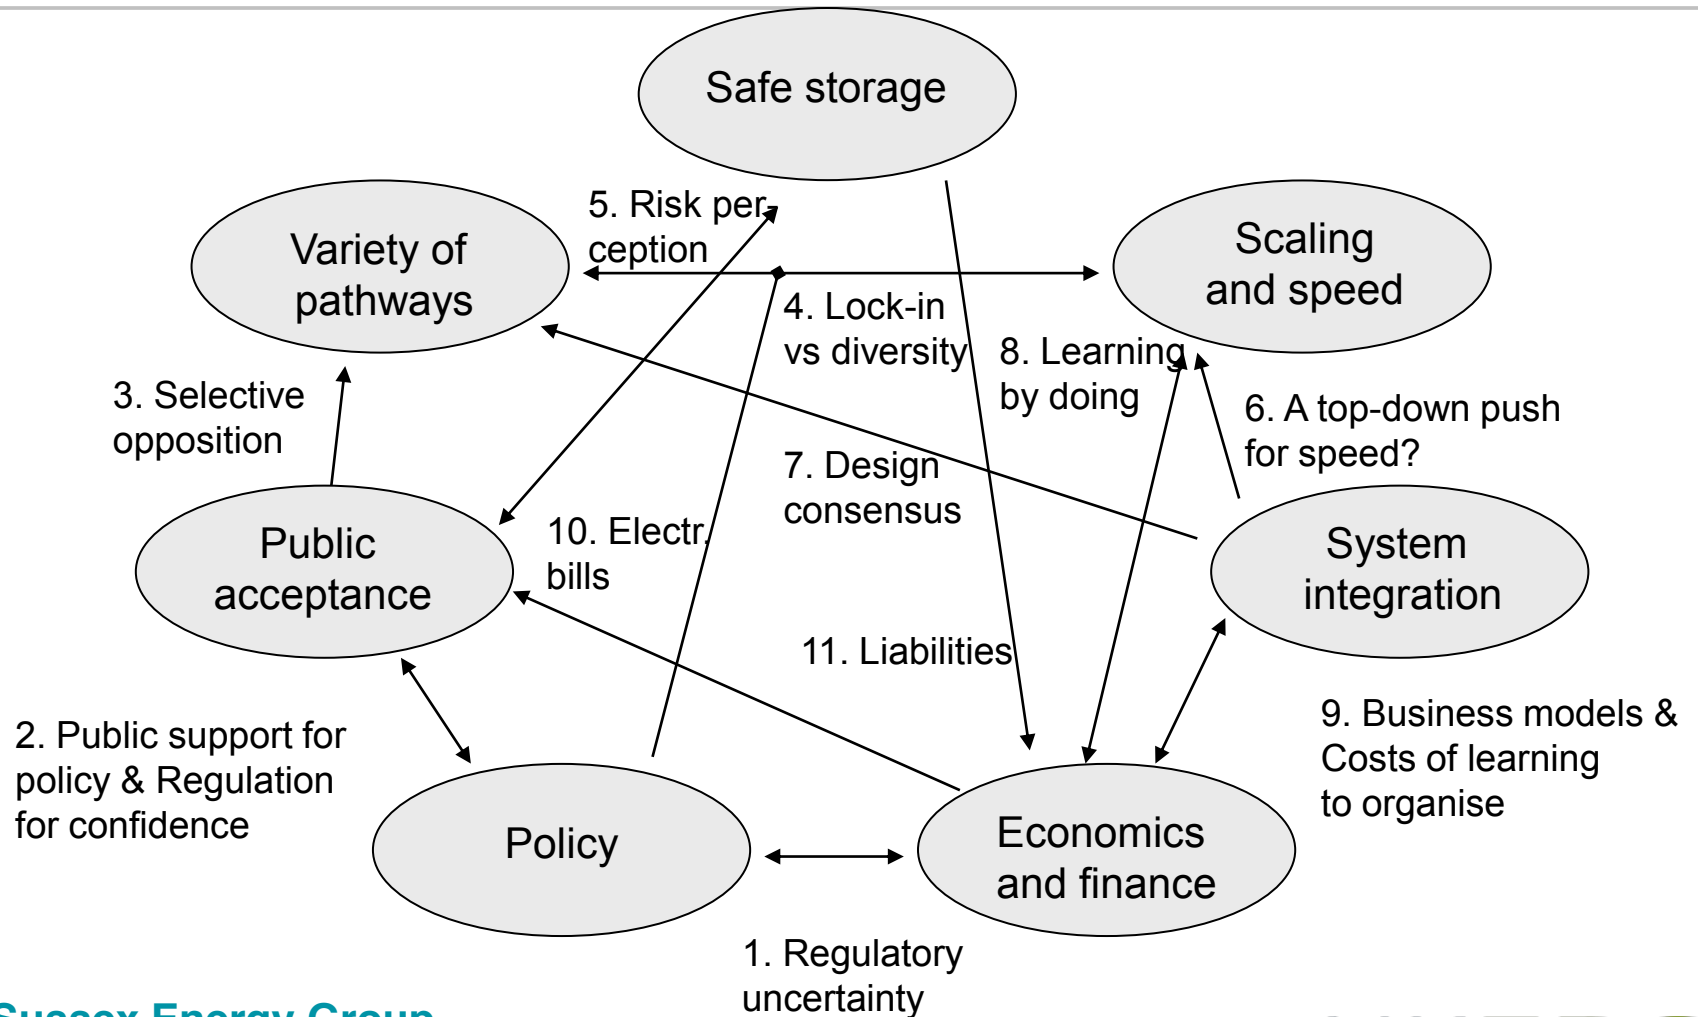 Safe storage
5. Risk per-
ception
Variety of
pathways
Scaling
and speed
4. Lock-in
vs diversity
8. Learning
by doing
3. Selective
opposition
6. A top-down push
for speed?
7. Design
consensus
Public
acceptance
10. Electr.
bills
System
integration
11. Liabilities
2. Public support for
policy & Regulation
for confidence
9. Business models &
Costs of learning
to organise
Policy
Economics
and finance
1. Regulatory
uncertainty
Sussex Energy Group